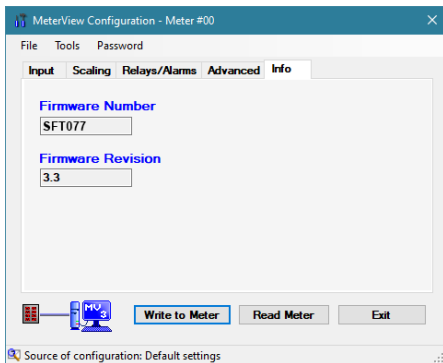 MeterView Configuration - Meter #00
File Tools Password
Input Scaling Relays/Alarms Advanced Info
Firmware Number
SFT077
Firmware Revision
3.3
MV
3
Write to Meter Read Meter Exit
Source of configuration: Default settings